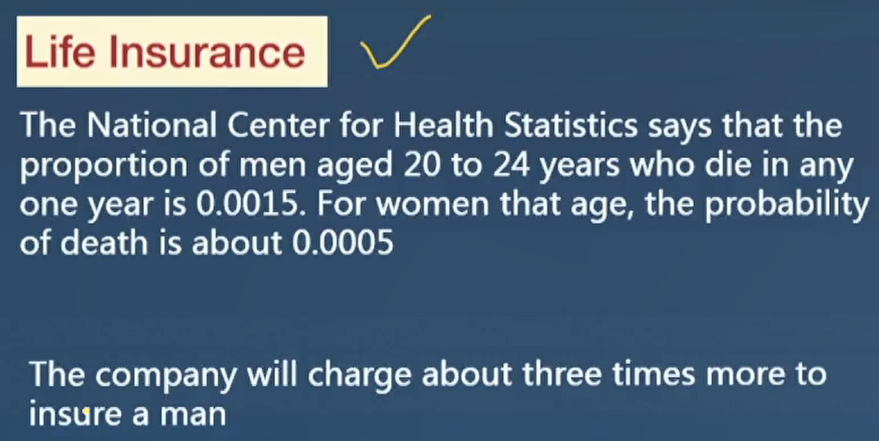 Life Insurance
The National Center for Health Statistics says that the
proportion of men aged 20 to 24 years who die in any
one year is 0.0015. For women that age, the probability
of death is about 0.0005
The company will charge about three times more to
insure a man